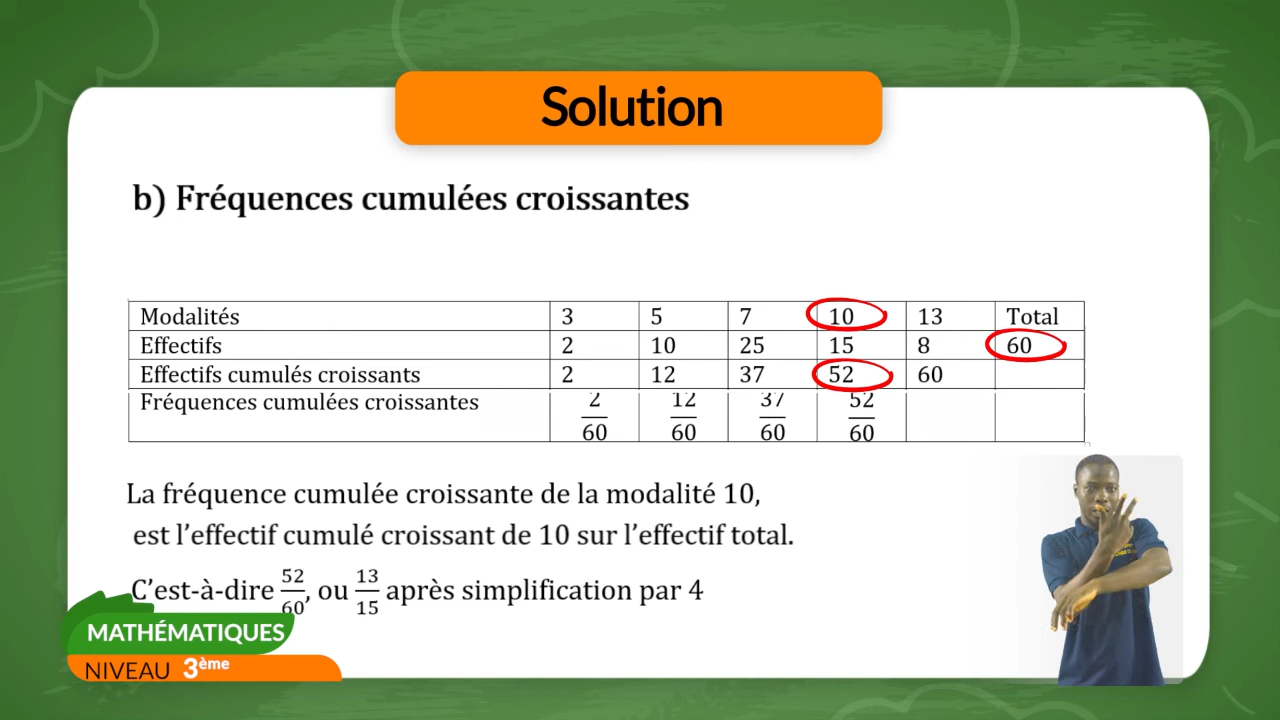 Solution
b) Fréquences cumulées croissantes
Modalités 3 5 7 10 13 Total
Effectifs 2 10 25 15 8 60
Effectifs cumulés croissants 2 12 37 52 60
Fréquences cumulées croissantes 2/60 12/60 37/60 52/60
La fréquence cumulée croissante de la modalité 10,
est l’effectif cumulé croissant de 10 sur l’effectif total.
C’est-à-dire 52/60, ou 13/15 après simplification par 4
MATHÉMATIQUES
NIVEAU 3ème